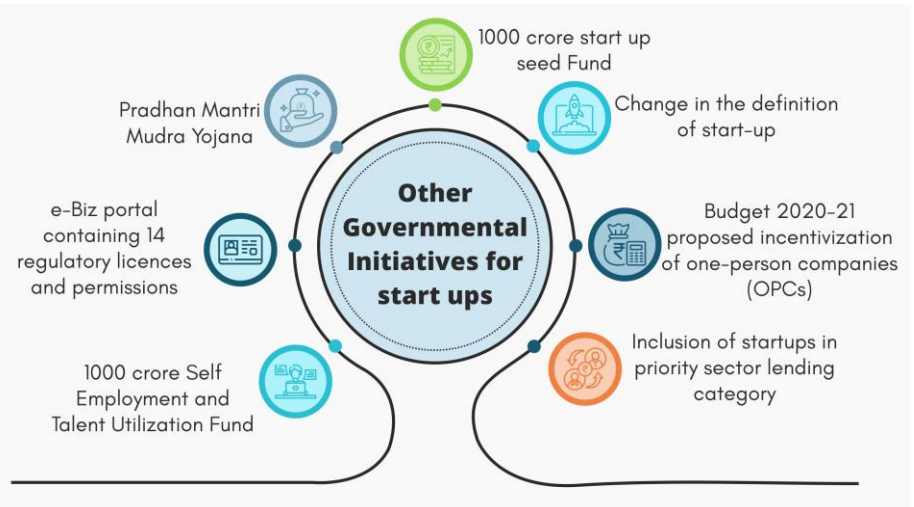 1000 crore start up
seed Fund
Pradhan Mantri
Mudra Yojana
Change in the definition
of start-up
Other
Governmental
Initiatives for
start ups
e-Biz portal
containing 14
regulatory licences
and permissions
Budget 2020-21
proposed incentivization
of one-person companies
(OPCs)
1000 crore Self
Employment and
Talent Utilization Fund
Inclusion of startups in
priority sector lending
category